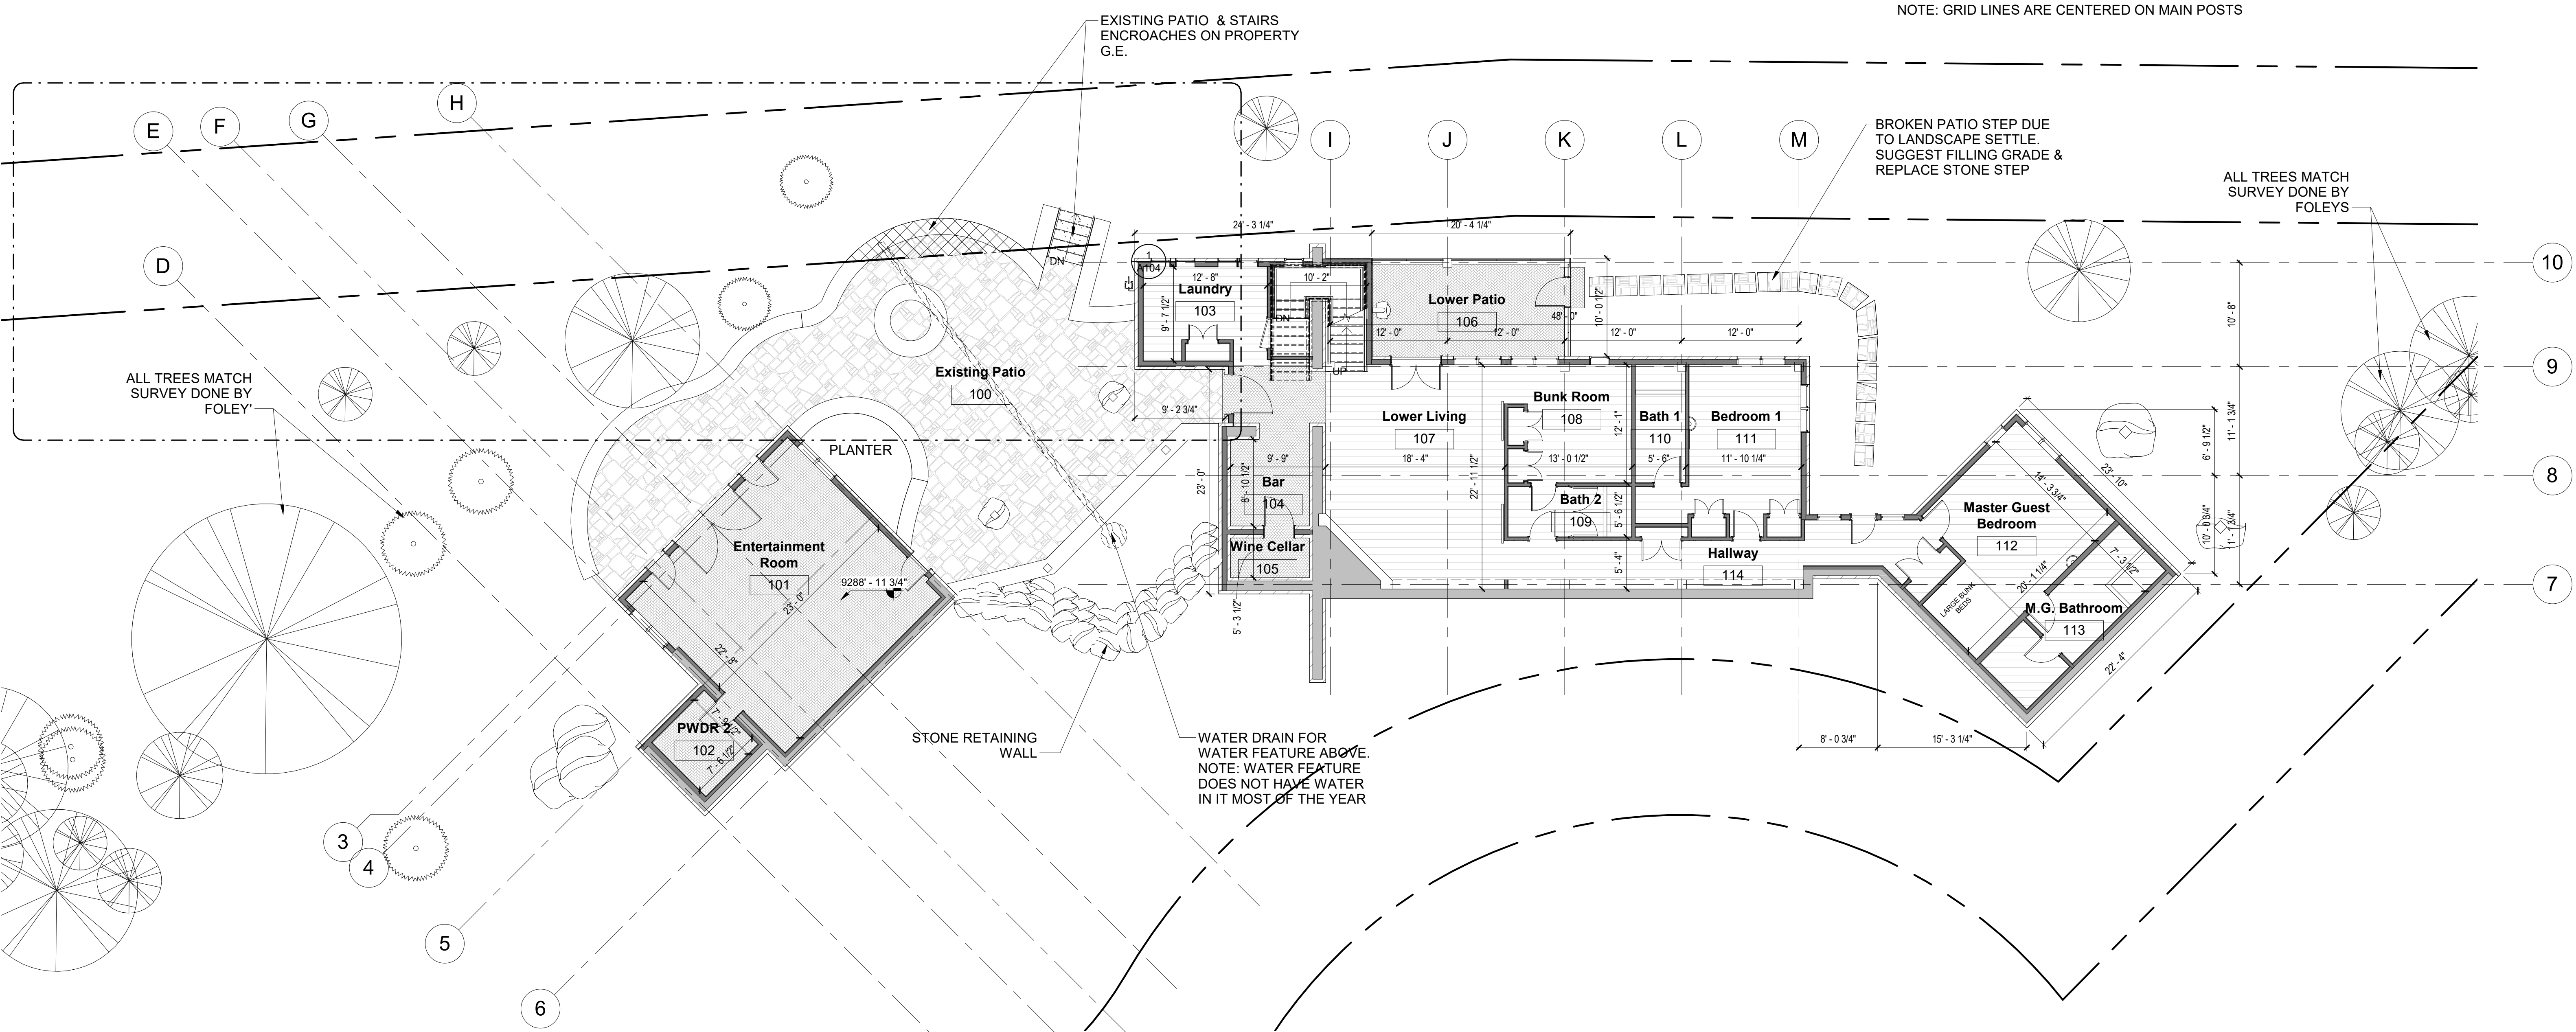 NOTE: GRID LINES ARE CENTERED ON MAIN POSTS
EXISTING PATIO & STAIRS
ENCROACHES ON PROPERTY
G.E.
E
F
G
H
I
J
K
L
M
BROKEN PATIO STEP DUE
TO LANDSCAPE SETTLE.
SUGGEST FILLING GRADE &
REPLACE STONE STEP
ALL TREES MATCH
SURVEY DONE BY
FOLEYS
D
24' - 3 1/4"
20' - 4 1/4"
DN
1
A104
10
12' - 8"
Laundry
103
9' - 7 1/2"
10' - 2"
DN
UP
Lower Patio
106
48' - 0"
10' - 0 1/2"
12' - 0"
12' - 0"
12' - 0"
12' - 0"
10' - 8"
9
ALL TREES MATCH
SURVEY DONE BY
FOLEY'
Existing Patio
100
9' - 2 3/4"
23' - 0"
Lower Living
107
18' - 4"
22' - 11 1/2"
Bunk Room
108
12' - 1"
13' - 0 1/2"
Bath 1
110
5' - 6"
Bedroom 1
111
11' - 10 1/4"
6' - 9 1/2"
11' - 1 3/4"
PLANTER
9' - 9"
8' - 10 1/2"
Bar
104
8
Bath 2
109
5' - 6 1/2"
23' - 10"
14' - 3 3/4"
Master Guest
Bedroom
112
10' - 0 3/4"
11' - 1 3/4"
Entertainment
Room
101
9288' - 11 3/4"
23' - 0"
22' - 8"
Wine Cellar
105
5' - 3 1/2"
5' - 4"
Hallway
114
7
7' - 3 1/2"
20' - 1 1/4"
LARGE BUNK
BEDS
M.G. Bathroom
113
22' - 4"
PWDR 2
102
7' - 9 1/2"
7' - 6 1/2"
STONE RETAINING
WALL
WATER DRAIN FOR
WATER FEATURE ABOVE.
NOTE: WATER FEATURE
DOES NOT HAVE WATER
IN IT MOST OF THE YEAR
8' - 0 3/4"
15' - 3 1/4"
3
4
5
6